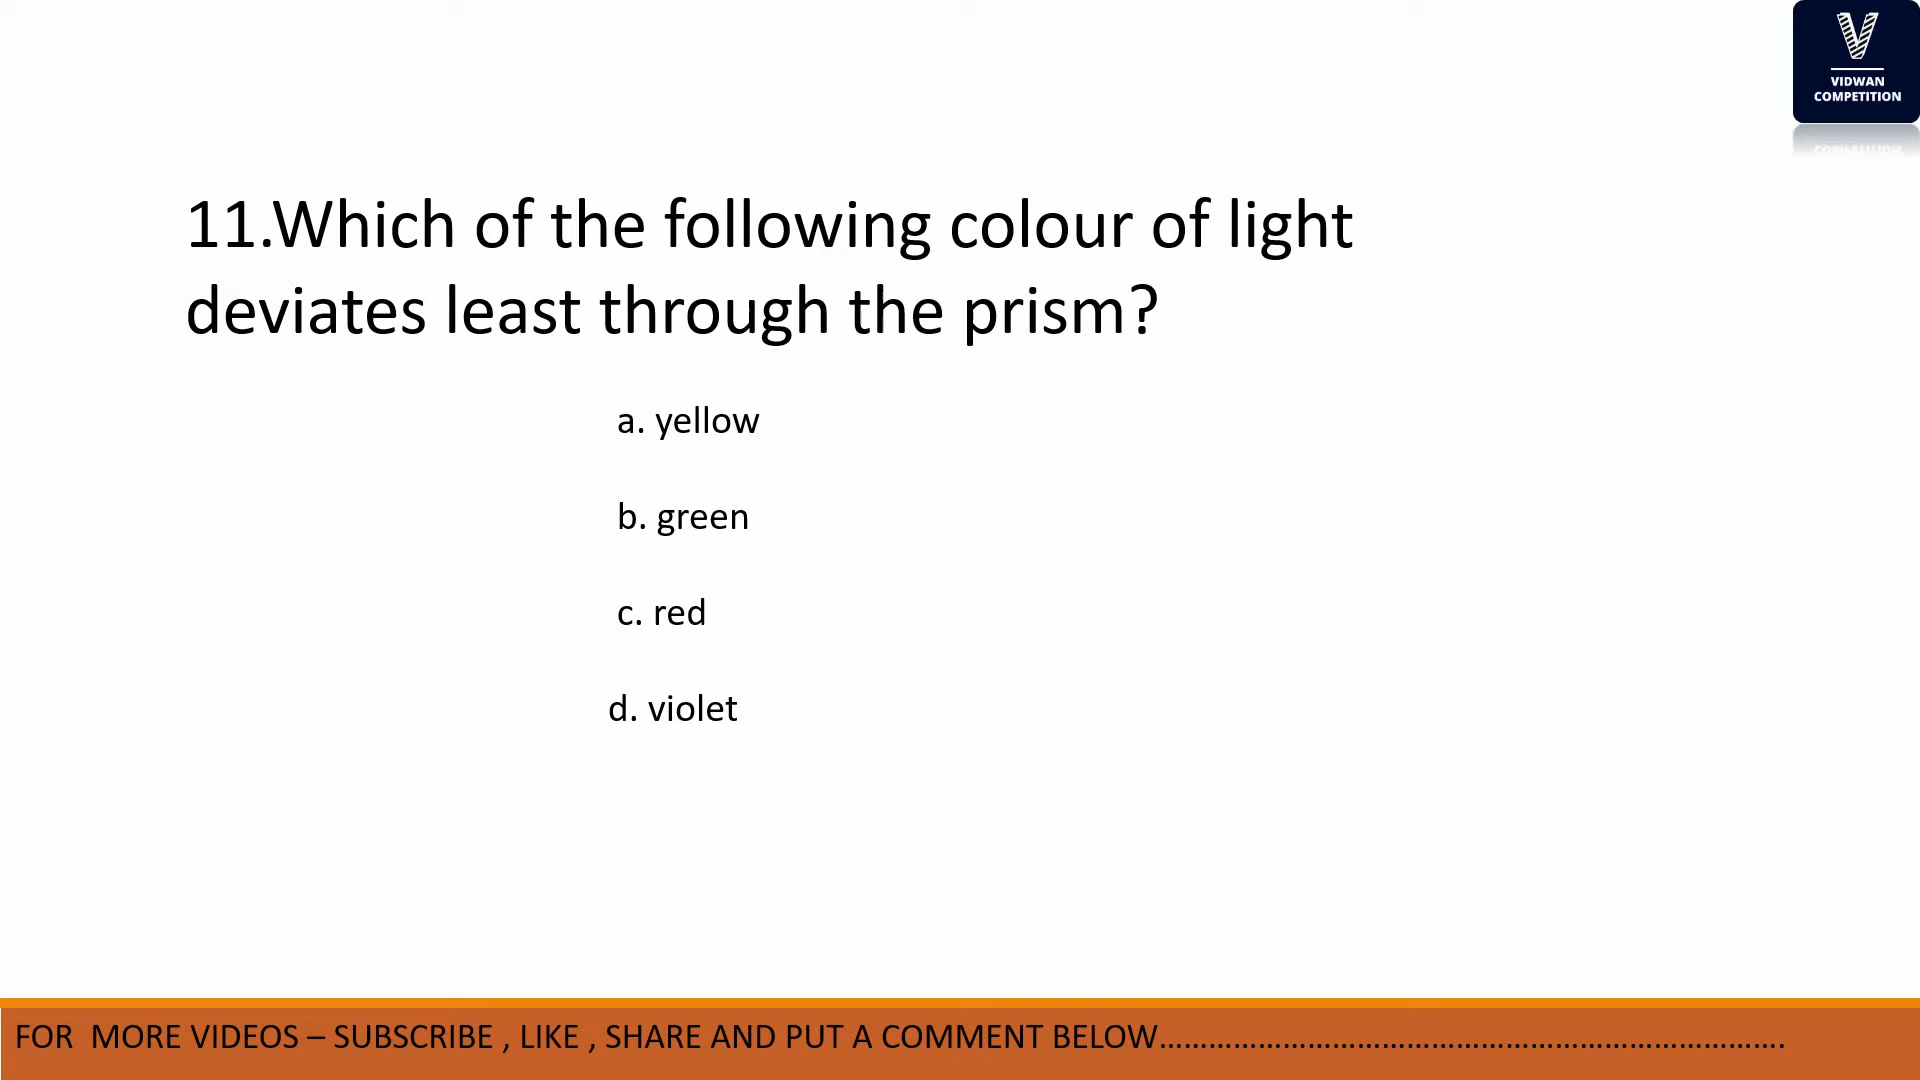 V
VIDWAN
COMPETITION
11.Which of the following colour of light
deviates least through the prism?
a. yellow
b. green
c. red
d. violet
FOR  MORE VIDEOS – SUBSCRIBE , LIKE , SHARE AND PUT A COMMENT BELOW…………………………………………………………………….